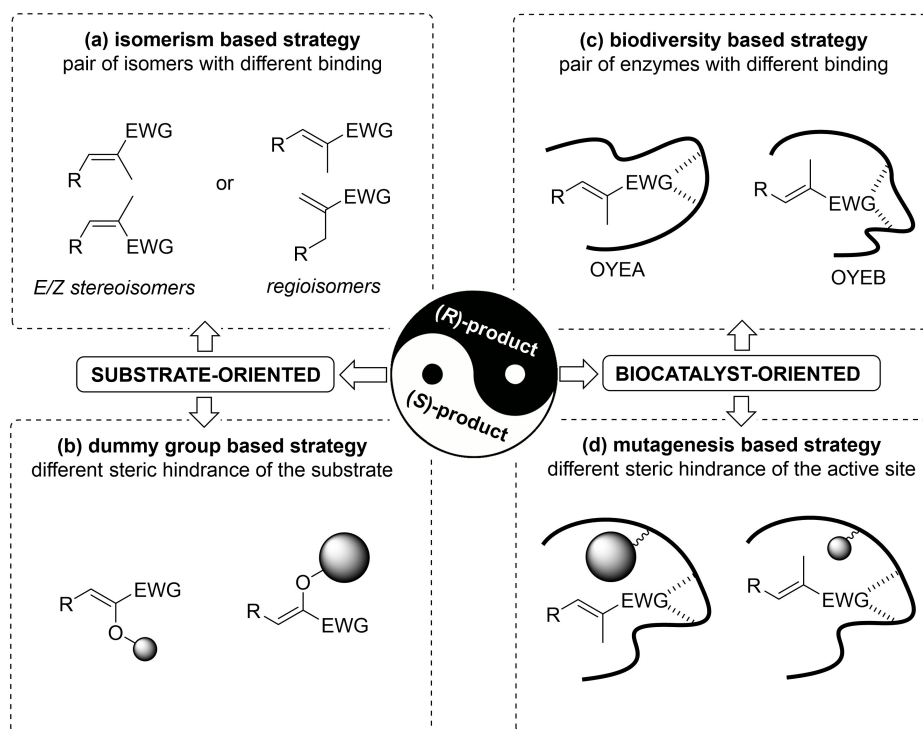 (a) isomerism based strategy
pair of isomers with different binding
EWG
R
EWG
R
or
R
EWG
R
EWG
E/Z stereoisomers
regioisomers
(c) biodiversity based strategy
pair of enzymes with different binding
R
EWG
OYEA
R
EWG
OYEB
(R)-product
(S)-product
SUBSTRATE-ORIENTED
BIOCATALYST-ORIENTED
(b) dummy group based strategy
different steric hindrance of the substrate
R
EWG
O
O
R
EWG
(d) mutagenesis based strategy
different steric hindrance of the active site
R
EWG
R
EWG